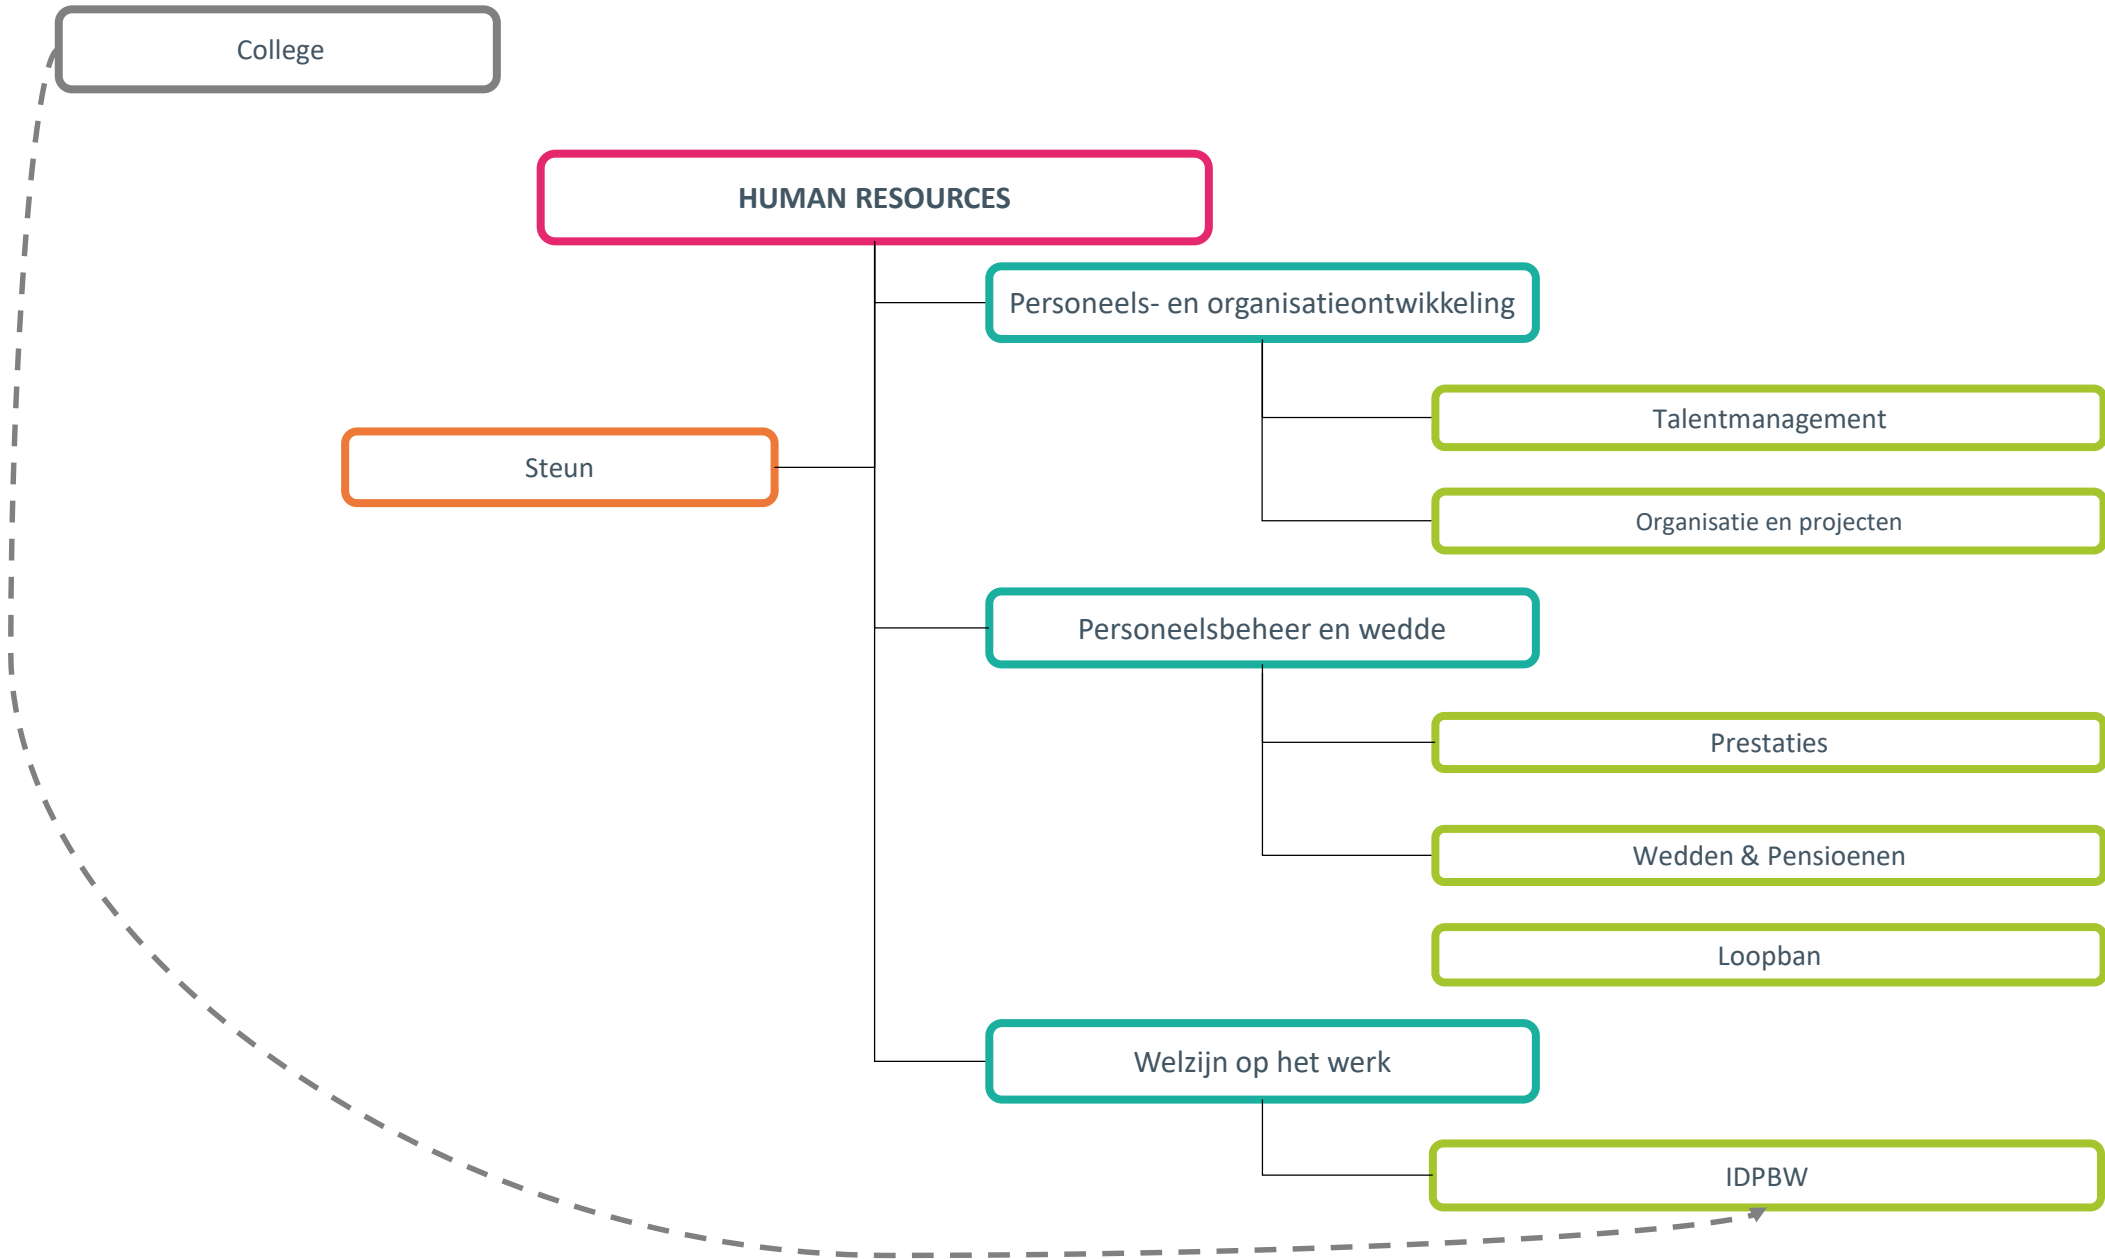 College
HUMAN RESOURCES
Personeels- en organisatieontwikkeling
Talentmanagement
Steun
Organisatie en projecten
Personeelsbeheer en wedde
Prestaties
Wedden & Pensioenen
Loopban
Welzijn op het werk
IDPBW